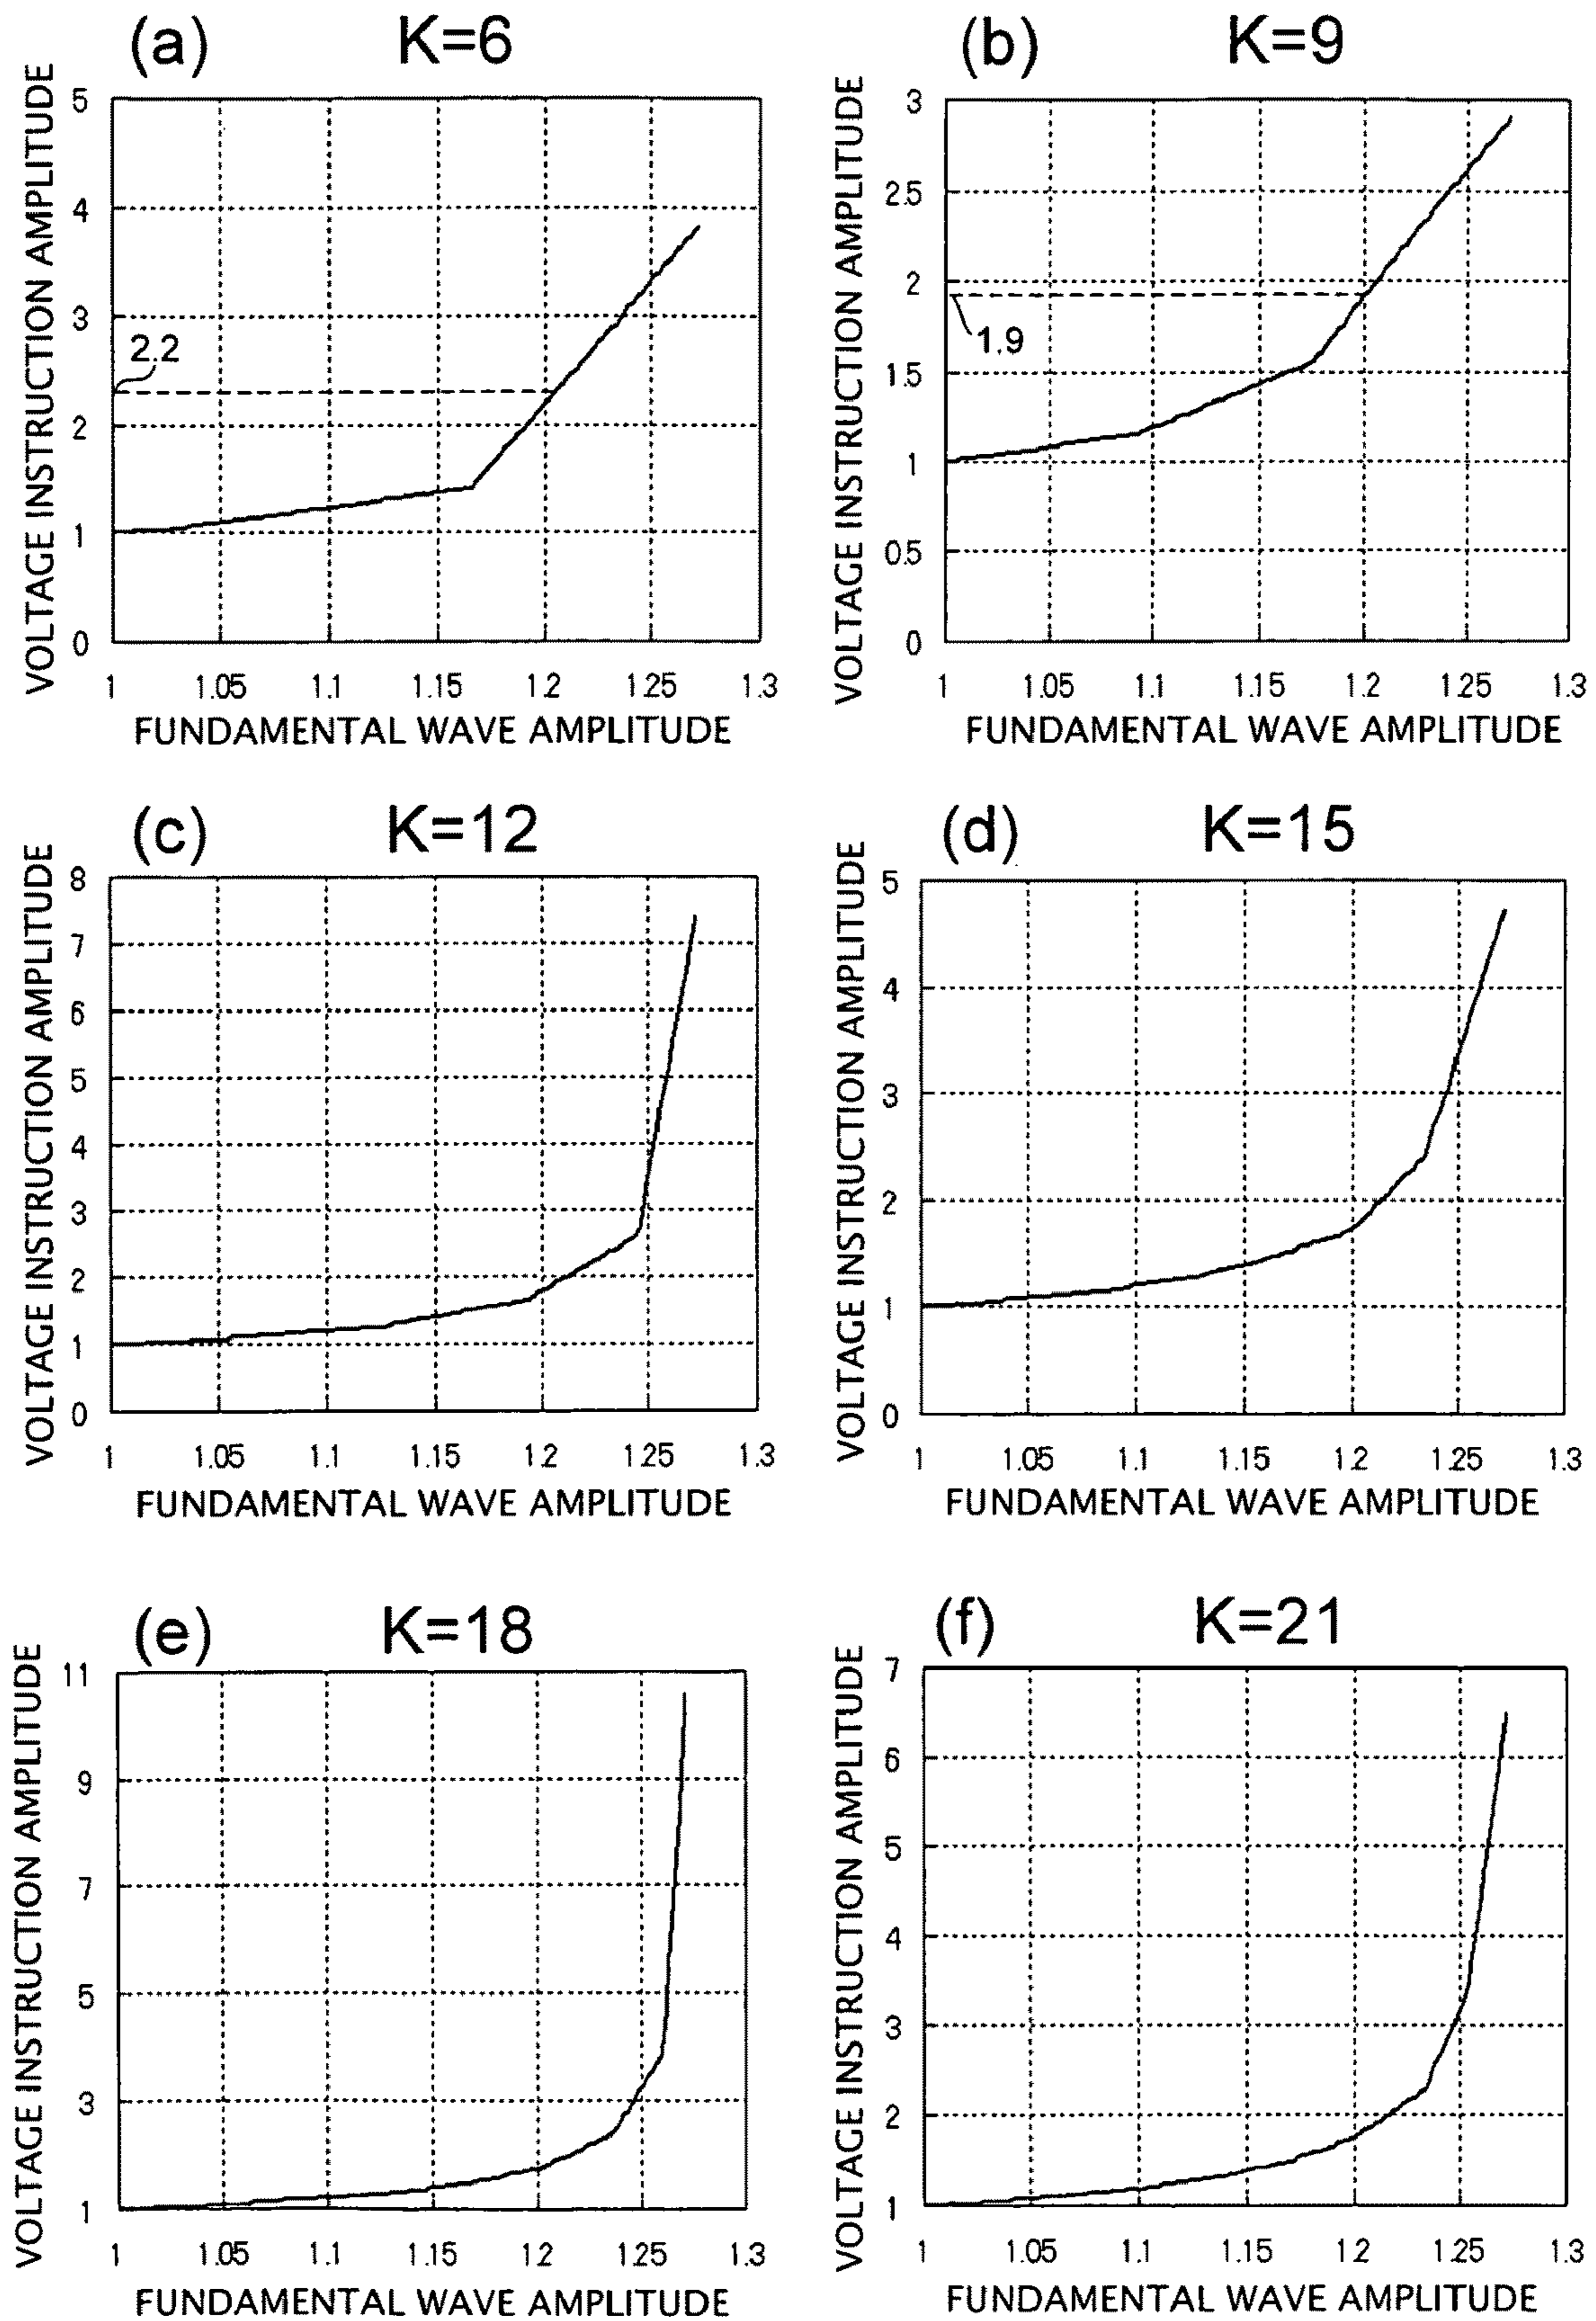 (a) K=6
VOLTAGE INSTRUCTION AMPLITUDE
5
4
3
2.2
2
1
0
1 1.05 1.1 1.15 1.2 1.25 1.3
FUNDAMENTAL WAVE AMPLITUDE
(b) K=9
VOLTAGE INSTRUCTION AMPLITUDE
3
2.5
2
1.9
1.5
1
0.5
0
1 1.05 1.1 1.15 1.2 1.25 1.3
FUNDAMENTAL WAVE AMPLITUDE
(c) K=12
VOLTAGE INSTRUCTION AMPLITUDE
8
7
6
5
4
3
2
1
0
1 1.05 1.1 1.15 1.2 1.25 1.3
FUNDAMENTAL WAVE AMPLITUDE
(d) K=15
VOLTAGE INSTRUCTION AMPLITUDE
5
4
3
2
1
0
1 1.05 1.1 1.15 1.2 1.25 1.3
FUNDAMENTAL WAVE AMPLITUDE
(e) K=18
VOLTAGE INSTRUCTION AMPLITUDE
11
9
7
5
3
1
1 1.05 1.1 1.15 1.2 1.25 1.3
FUNDAMENTAL WAVE AMPLITUDE
(f) K=21
VOLTAGE INSTRUCTION AMPLITUDE
7
6
5
4
3
2
1
1 1.05 1.1 1.15 1.2 1.25 1.3
FUNDAMENTAL WAVE AMPLITUDE